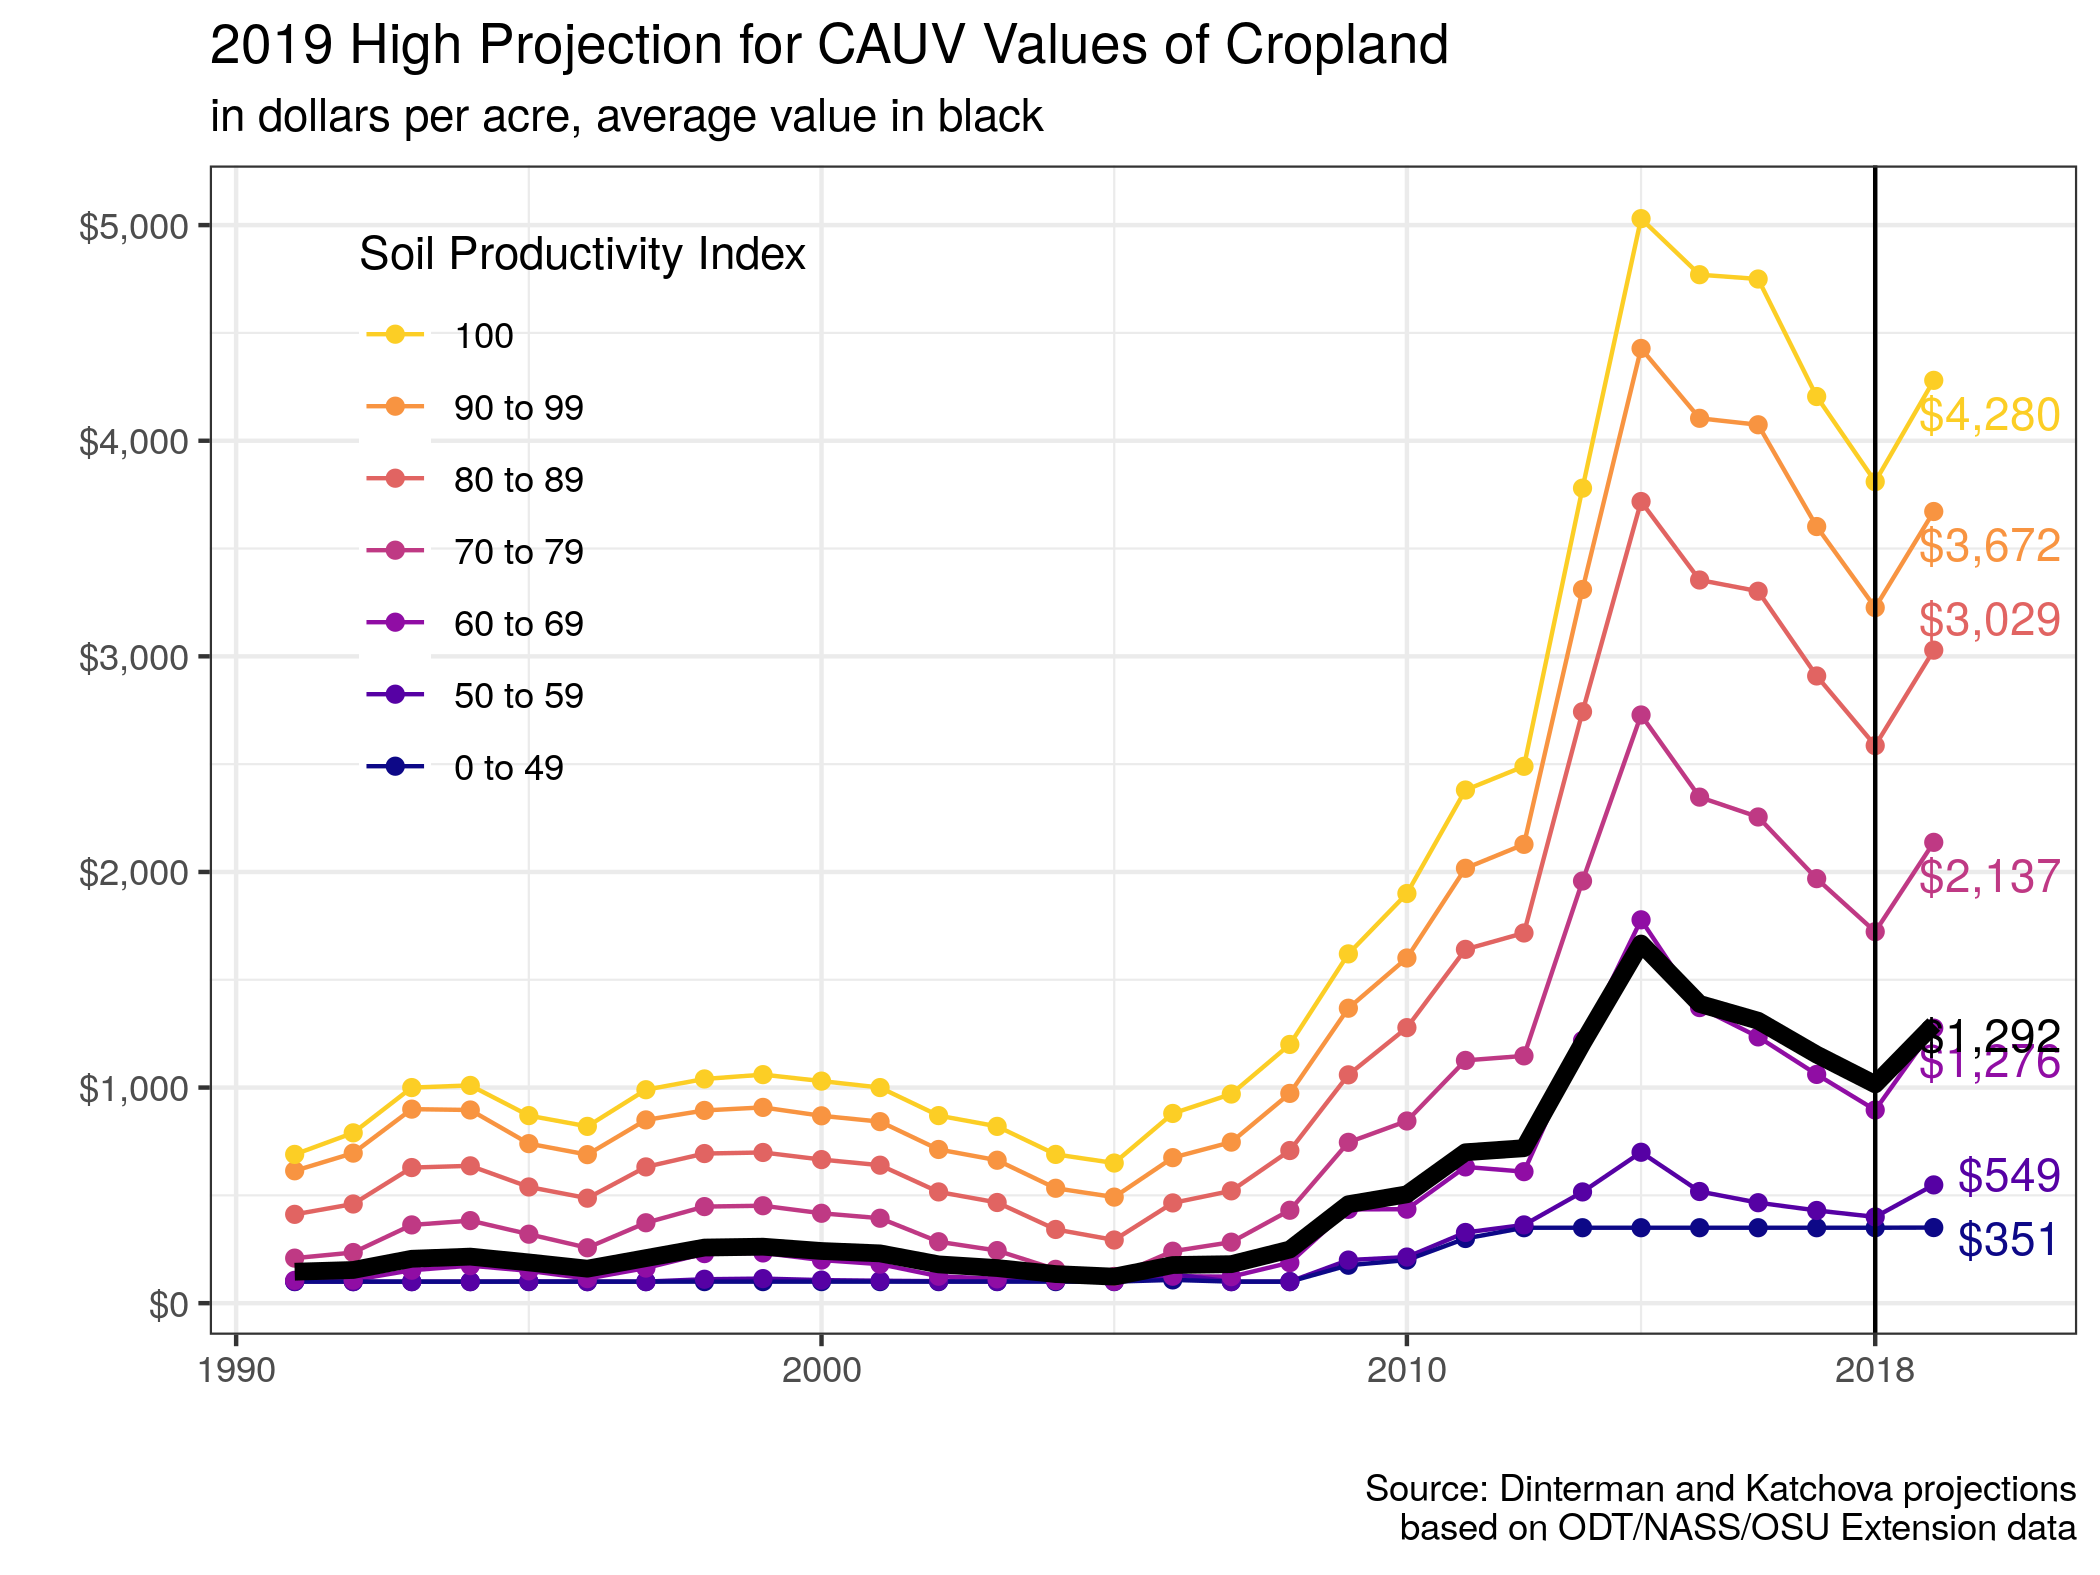 2019 High Projection for CAUV Values of Cropland
in dollars per acre, average value in black
$5,000
$4,000
$3,000
$2,000
$1,000
$0
Soil Productivity Index
100
90 to 99
80 to 89
70 to 79
60 to 69
50 to 59
0 to 49
$4,280
$3,672
$3,029
$2,137
$1,292
$1,276
$549
$351
1990
2000
2010
2018
Source: Dinterman and Katchova projections
based on ODT/NASS/OSU Extension data